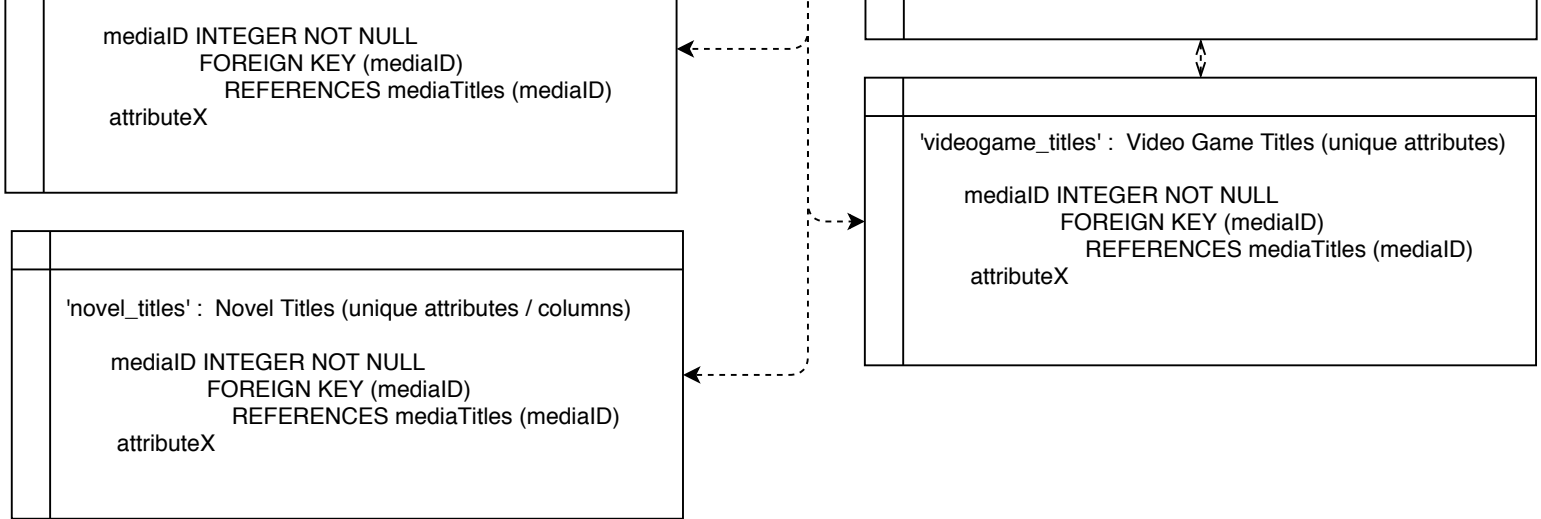 mediaID INTEGER NOT NULL
FOREIGN KEY (mediaID)
REFERENCES mediaTitles (mediaID)
attributeX
'videogame_titles' :  Video Game Titles (unique attributes)
mediaID INTEGER NOT NULL
FOREIGN KEY (mediaID)
REFERENCES mediaTitles (mediaID)
attributeX
'novel_titles' :  Novel Titles (unique attributes / columns)
mediaID INTEGER NOT NULL
FOREIGN KEY (mediaID)
REFERENCES mediaTitles (mediaID)
attributeX